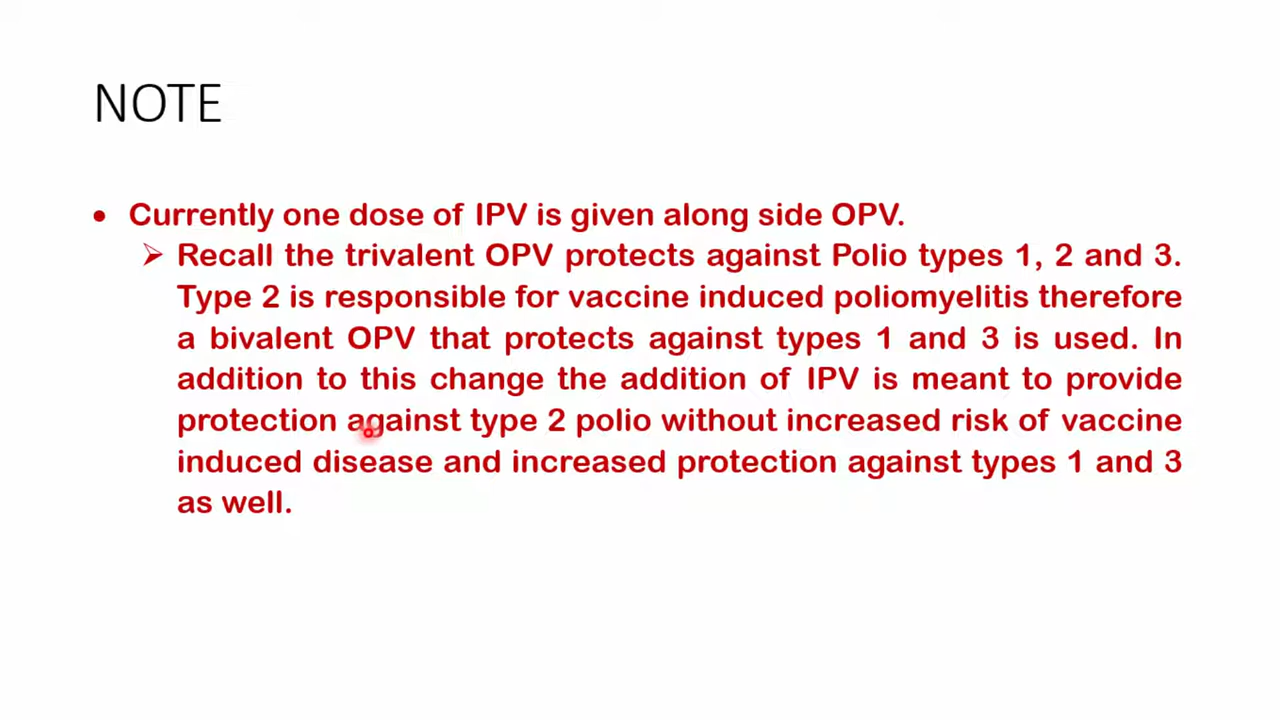 NOTE
• Currently one dose of IPV is given along side OPV.
➢ Recall the trivalent OPV protects against Polio types 1, 2 and 3.
Type 2 is responsible for vaccine induced poliomyelitis therefore
a bivalent OPV that protects against types 1 and 3 is used. In
addition to this change the addition of IPV is meant to provide
protection against type 2 polio without increased risk of vaccine
induced disease and increased protection against types 1 and 3
as well.